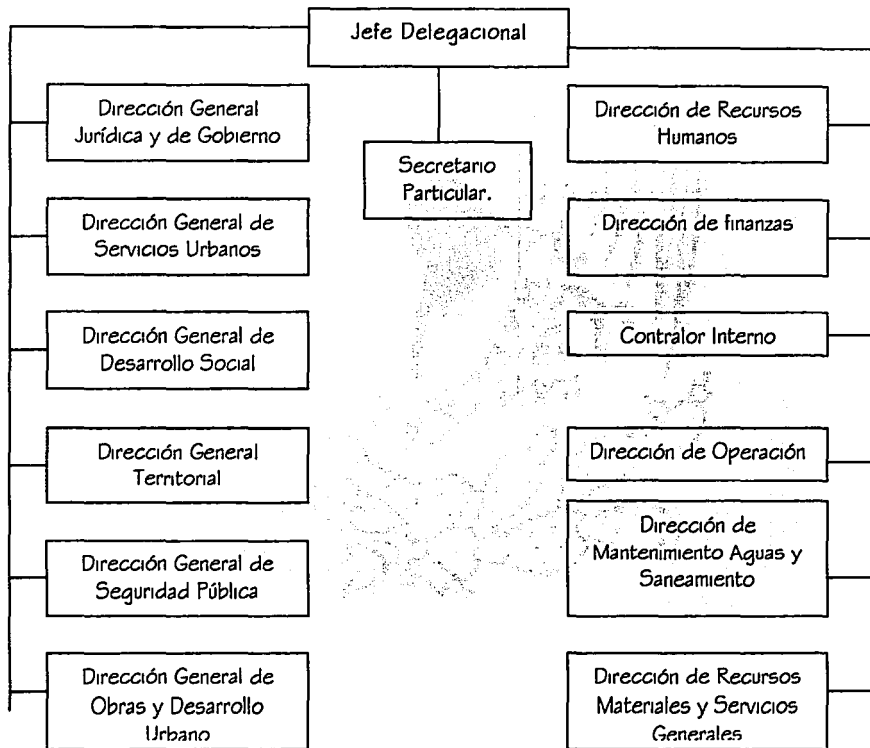 Jefe Delegacional
Secretario
Particular.
Dirección General
Jurídica y de Gobierno
Dirección General de
Servicios Urbanos
Dirección General de
Desarrollo Social
Dirección General
Territorial
Dirección General de
Seguridad Pública
Dirección General de
Obras y Desarrollo
Urbano
Dirección de Recursos
Humanos
Dirección de finanzas
Contralor Interno
Dirección de Operación
Dirección de
Mantenimiento Aguas y
Saneamiento
Dirección de Recursos
Materiales y Servicios
Generales